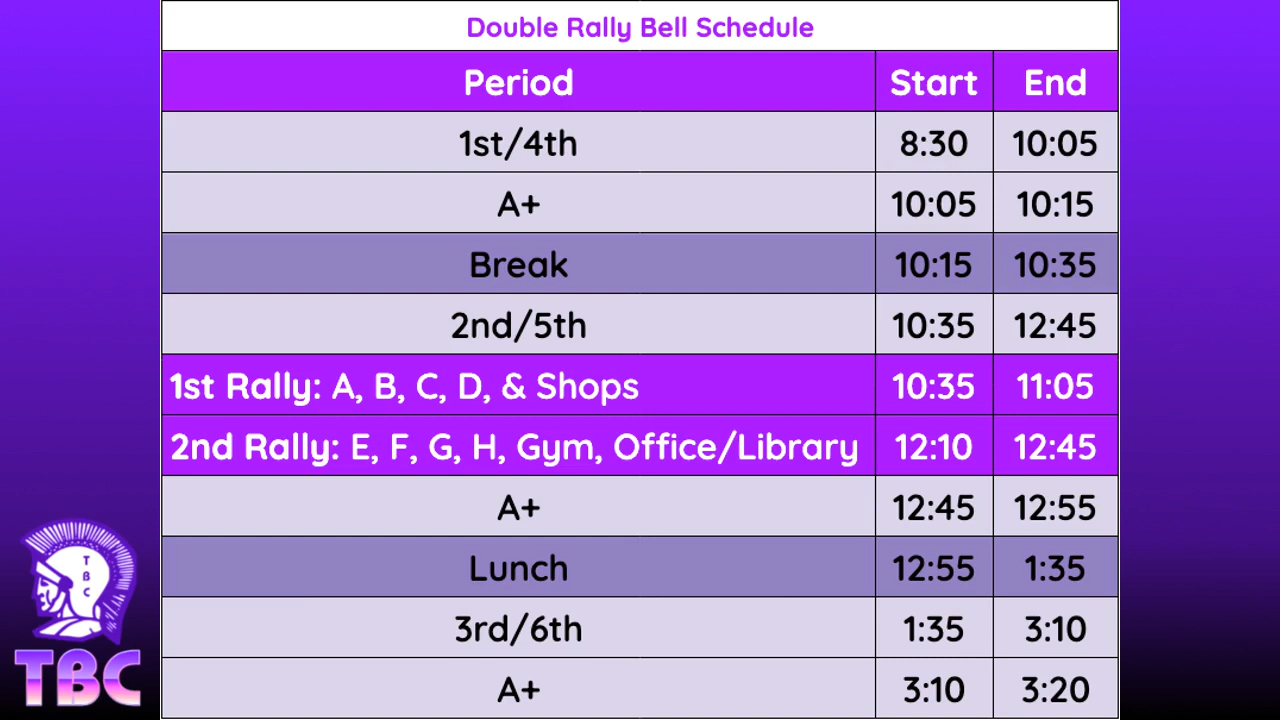 Double Rally Bell Schedule
Period Start End
1st/4th 8:30 10:05
A+ 10:05 10:15
Break 10:15 10:35
2nd/5th 10:35 12:45
1st Rally: A, B, C, D, & Shops 10:35 11:05
2nd Rally: E, F, G, H, Gym, Office/Library 12:10 12:45
A+ 12:45 12:55
Lunch 12:55 1:35
3rd/6th 1:35 3:10
A+ 3:10 3:20
T
B
C
TBC